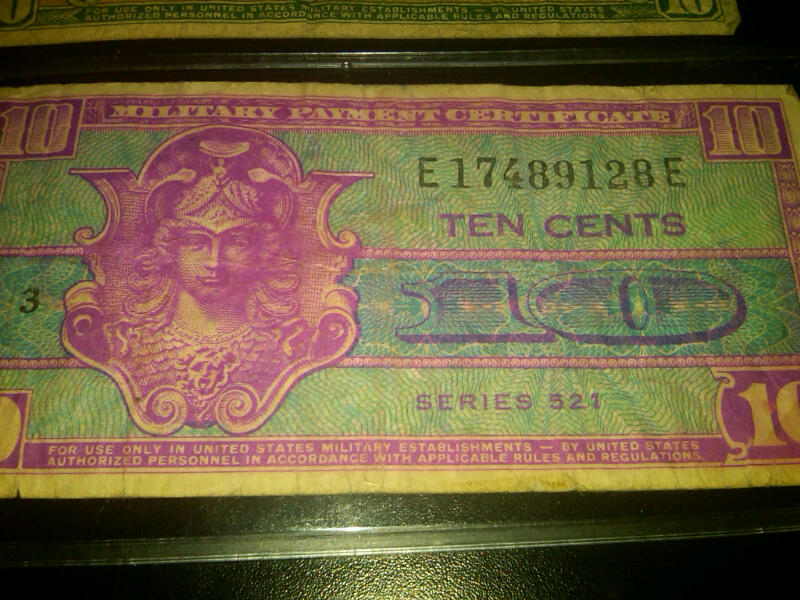 FOR USE ONLY IN UNITED STATES MILITARY ESTABLISHMENTS — BY UNITED STATES
AUTHORIZED PERSONNEL IN ACCORDANCE WITH APPLICABLE RULES AND REGULATIONS.
10
10 MILITARY PAYMENT CERTIFICATE 10
E17489128E
TEN CENTS
3
10
SERIES 521
10
FOR USE ONLY IN UNITED STATES MILITARY ESTABLISHMENTS — BY UNITED STATES
AUTHORIZED PERSONNEL IN ACCORDANCE WITH APPLICABLE RULES AND REGULATIONS.